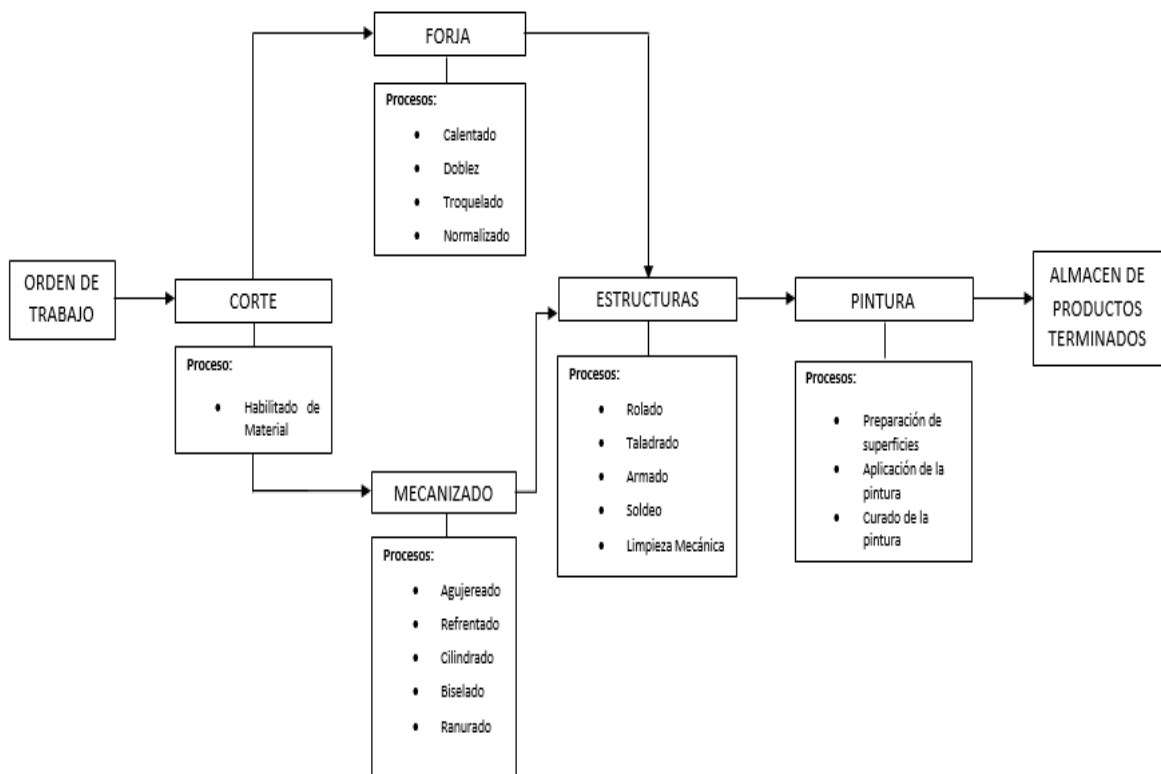 FORJA
Procesos:
• Calentado
• Doblez
• Troquelado
• Normalizado
ORDEN DE
TRABAJO
CORTE
Proceso:
• Habilitado de
Material
MECANIZADO
Procesos:
• Agujereado
• Refrentado
• Cilindrado
• Biselado
• Ranurado
ESTRUCTURAS
Procesos:
• Rolado
• Taladrado
• Armado
• Soldeo
• Limpieza Mecánica
PINTURA
Procesos:
• Preparación de
superficies
• Aplicación de la
pintura
• Curado de la
pintura
ALMACEN DE
PRODUCTOS
TERMINADOS